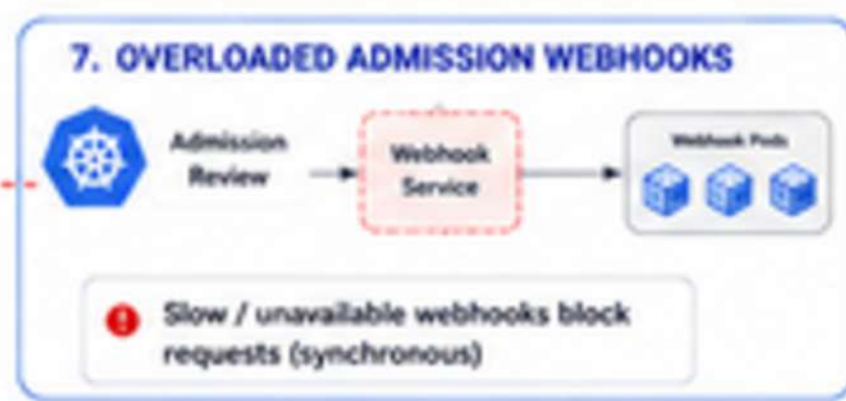 7. OVERLOADED ADMISSION WEBHOOKS
Admission
Review
Webhook
Service
Webhook Pods
Slow / unavailable webhooks block
requests (synchronous)